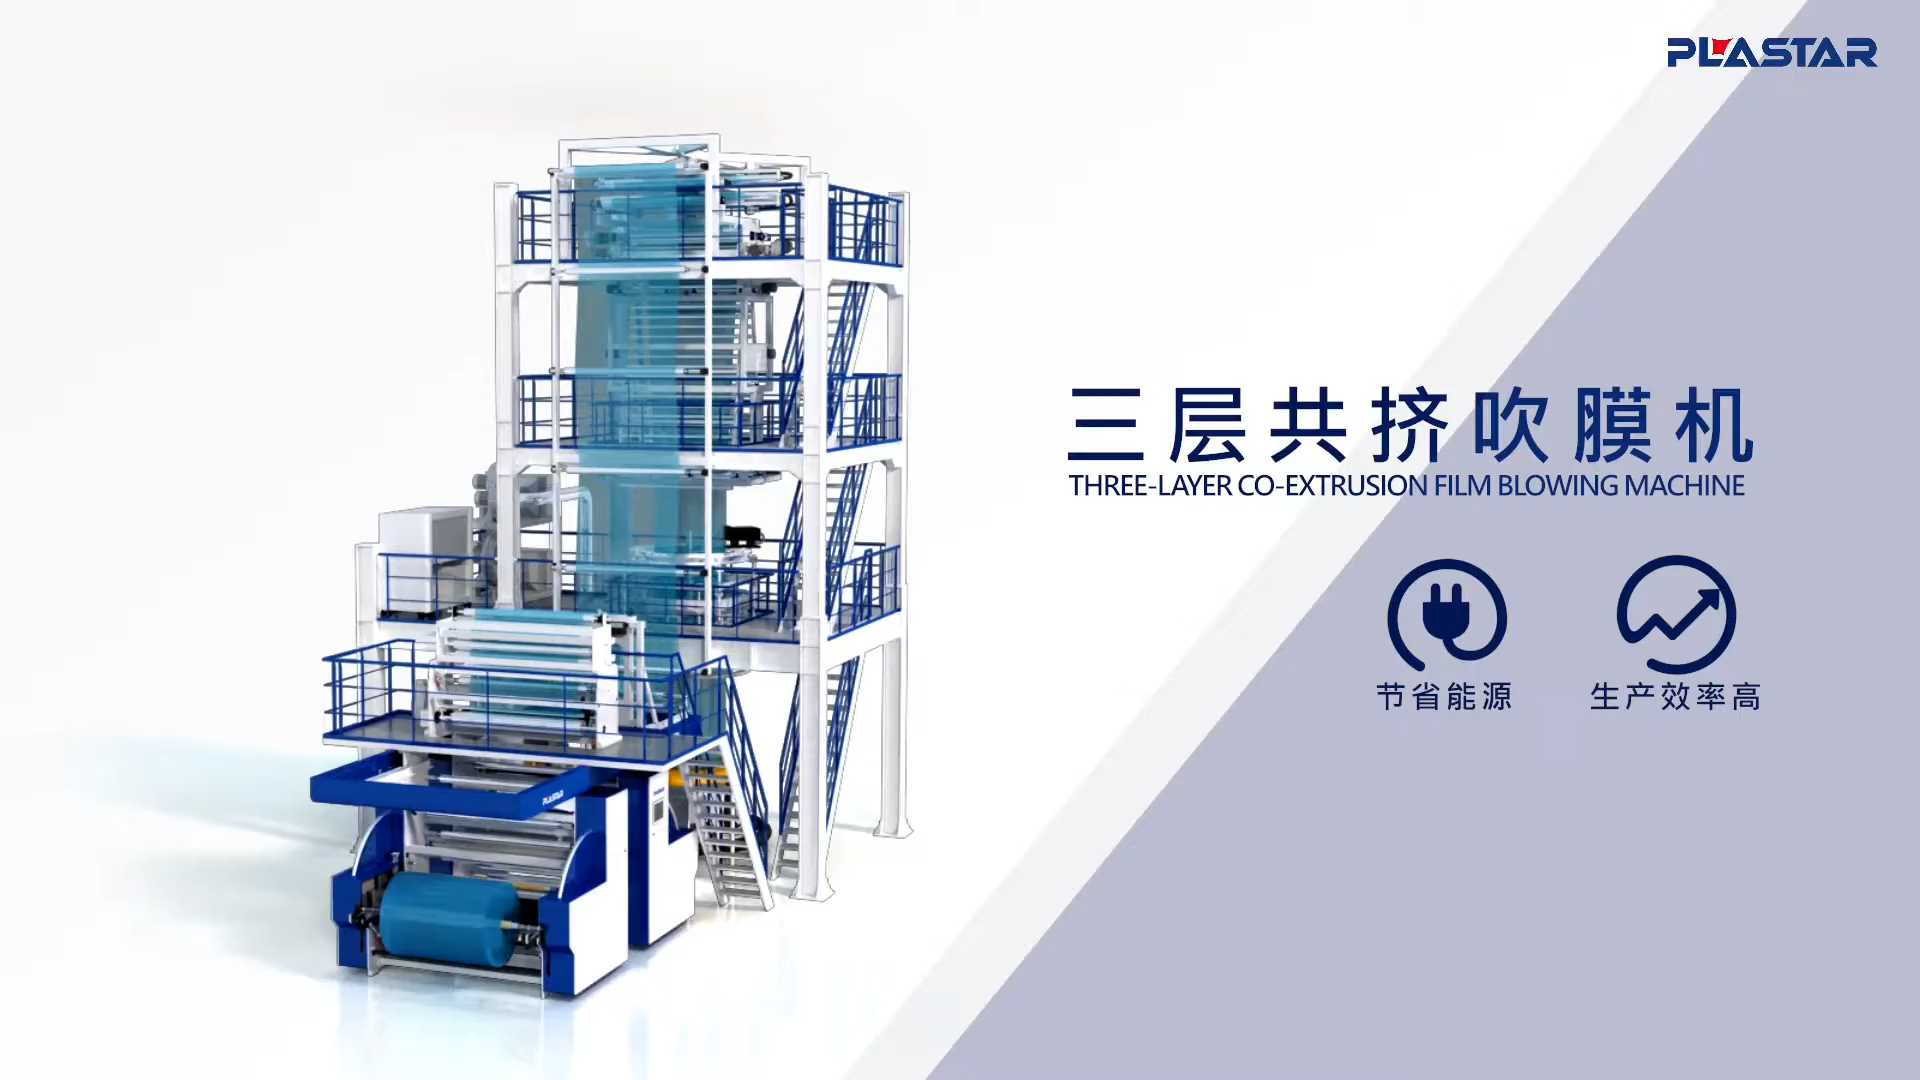 PLASTAR
三层共挤吹膜机
THREE-LAYER CO-EXTRUSION FILM BLOWING MACHINE
节省能源
生产效率高
PLASTAR